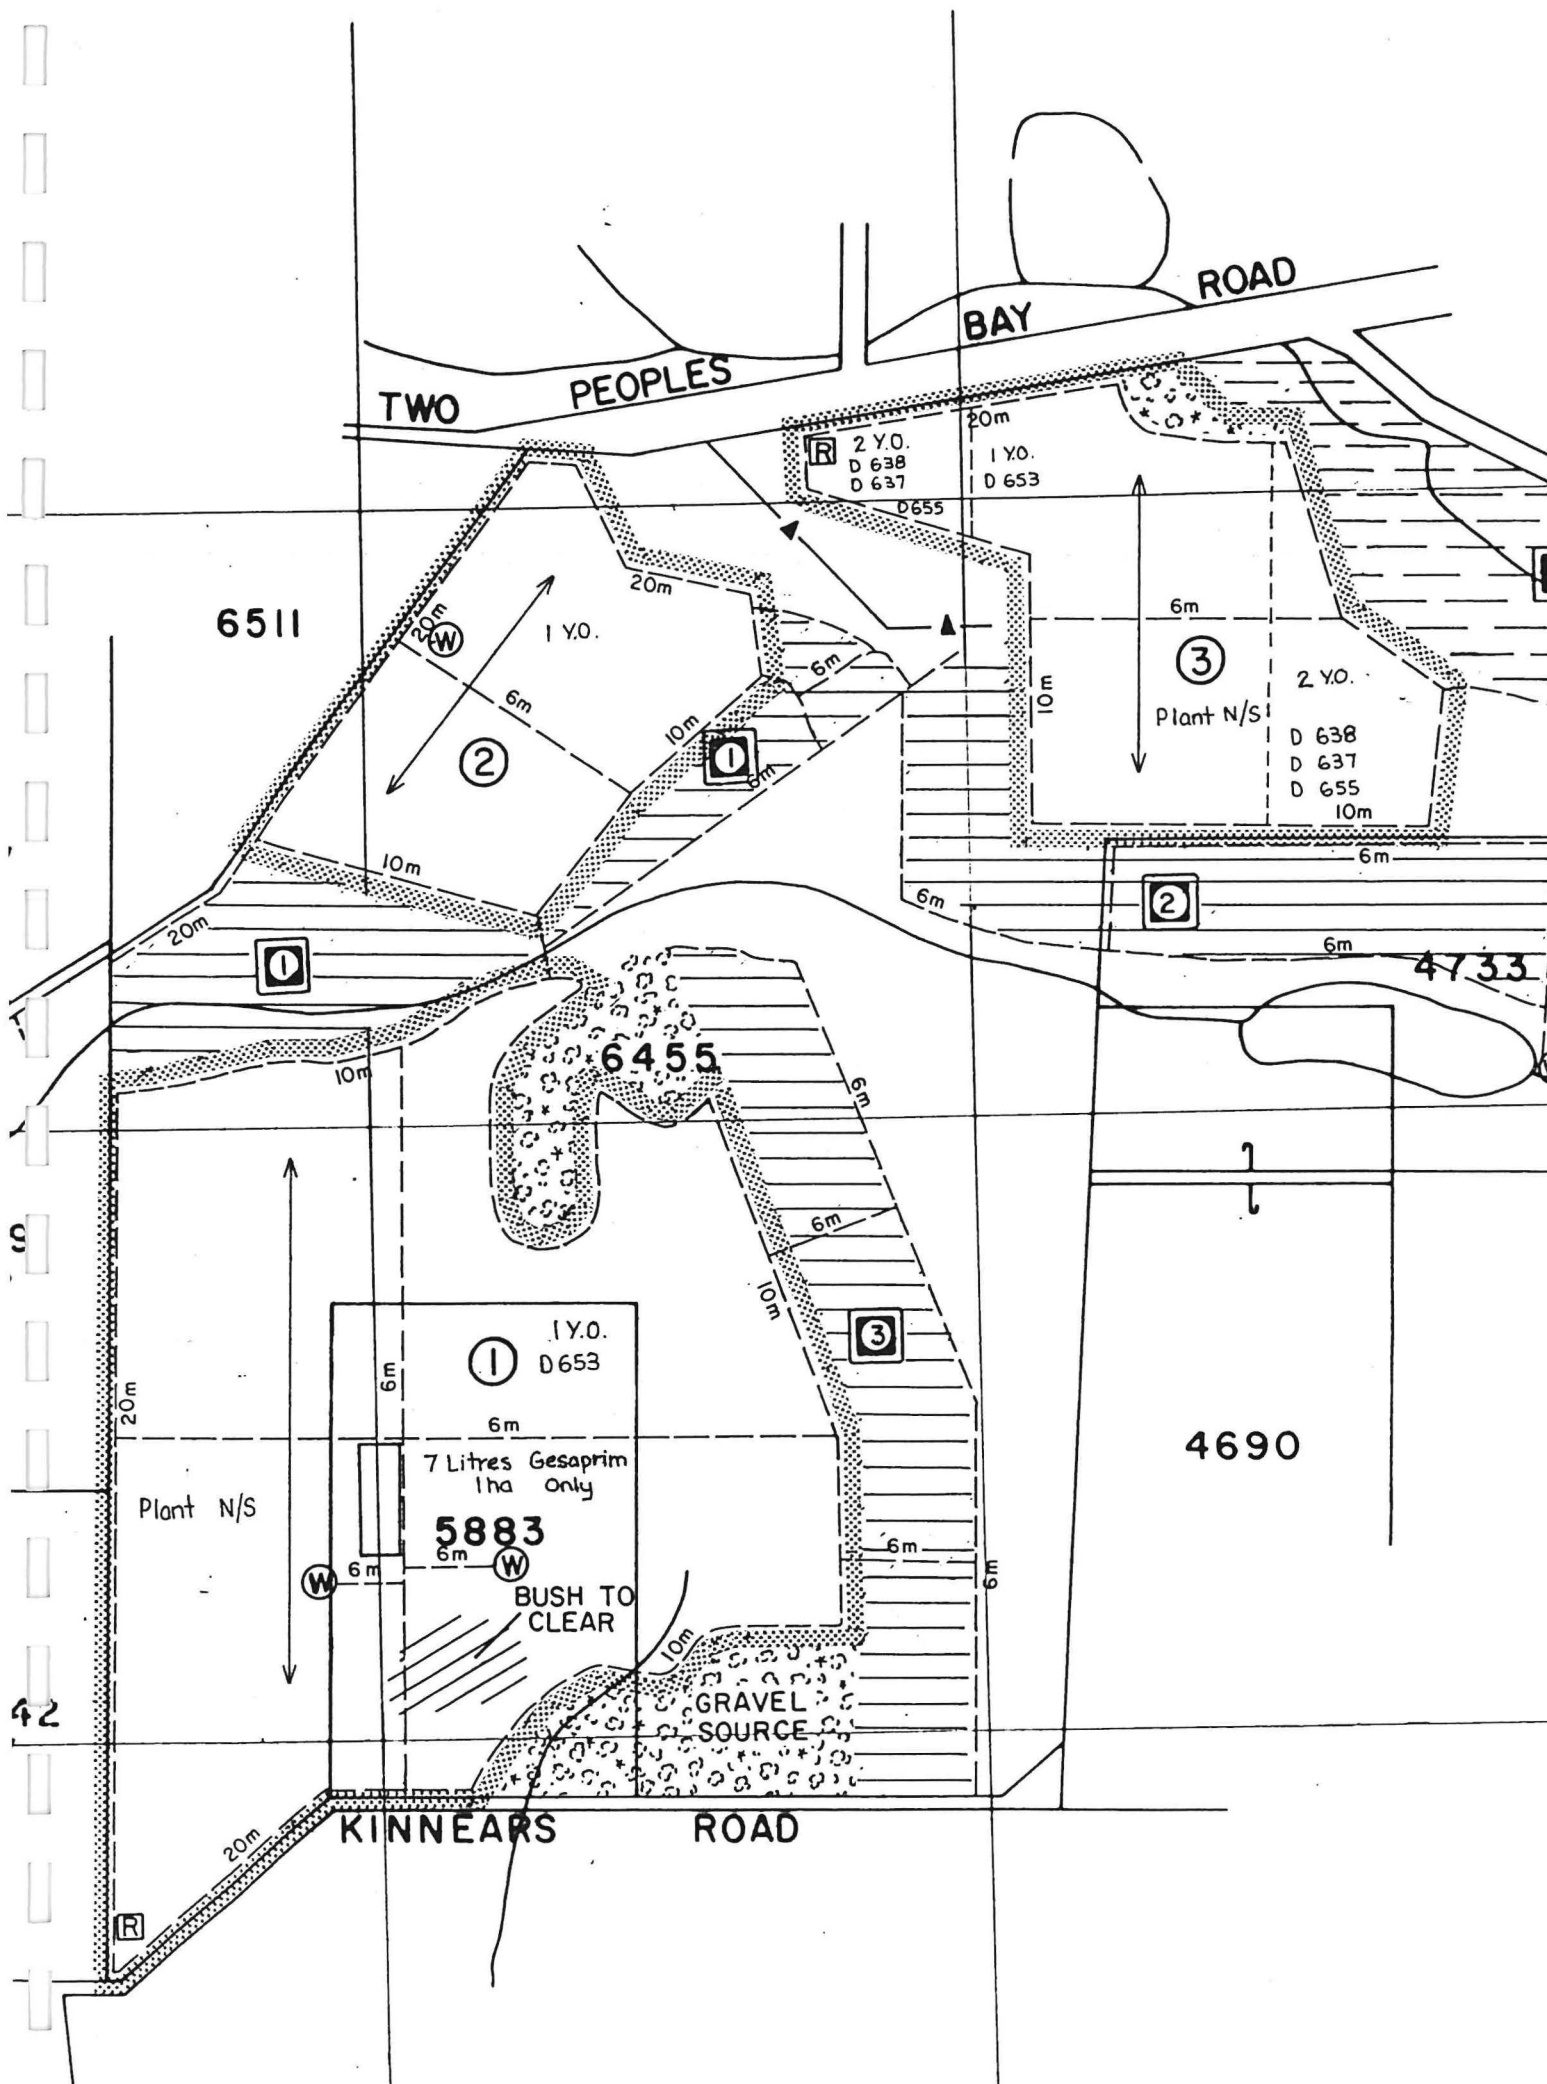 TWO PEOPLES BAY ROAD
20m
R
2 Y.O.
D 638
D 637
D655
1 Y.O.
D 653
6511
20m
W
1 Y.O.
20m
6m
2
10m
6m
1
6m
10m
6m
3
Plant N/S
2 Y.O.
D 638
D 637
D 655
10m
10m
6m
6m
2
6m
4733
20m
1
10m
6455
6m
6m
10m
3
9
1 Y.O.
1
D653
6m
20m
6m
7 Litres Gesaprim
1ha Only
Plant N/S
5883
6m
W
6m
W
BUSH TO
CLEAR
6m
6m
4690
10m
GRAVEL
SOURCE
42
KINNEARS ROAD
20m
R